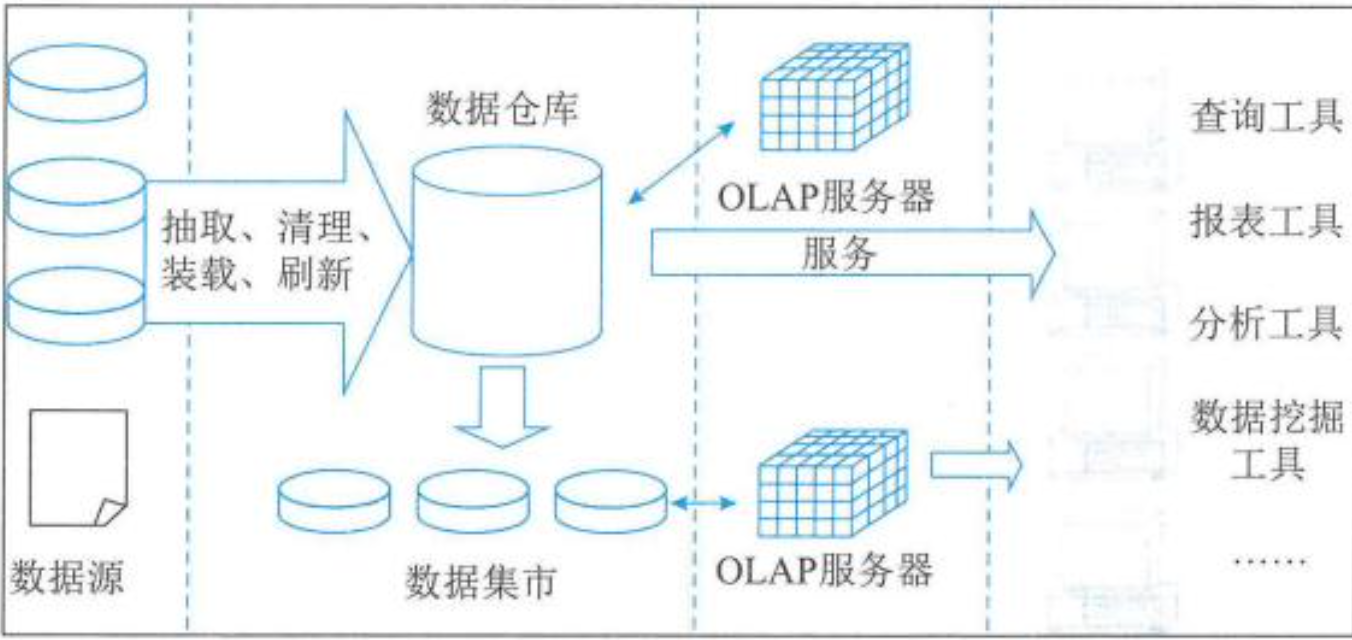 数据仓库
OLAP服务器
查询工具
抽取、清理、
装载、刷新
服务
报表工具
分析工具
数据挖掘
工具
数据源
数据集市
OLAP服务器
……